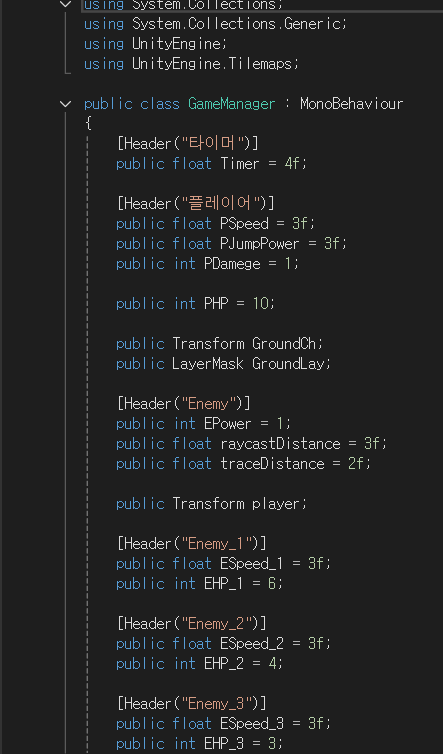 using System.Collections;
using System.Collections.Generic;
using UnityEngine;
using UnityEngine.Tilemaps;
public class GameManager : MonoBehaviour
{
[Header("타이머")]
public float Timer = 4f;
[Header("플레이어")]
public float PSpeed = 3f;
public float PJumpPower = 3f;
public int PDamege = 1;
public int PHP = 10;
public Transform GroundCh;
public LayerMask GroundLay;
[Header("Enemy")]
public int EPower = 1;
public float raycastDistance = 3f;
public float traceDistance = 2f;
public Transform player;
[Header("Enemy_1")]
public float ESpeed_1 = 3f;
public int EHP_1 = 6;
[Header("Enemy_2")]
public float ESpeed_2 = 3f;
public int EHP_2 = 4;
[Header("Enemy_3")]
public float ESpeed_3 = 3f;
public int EHP_3 = 3;